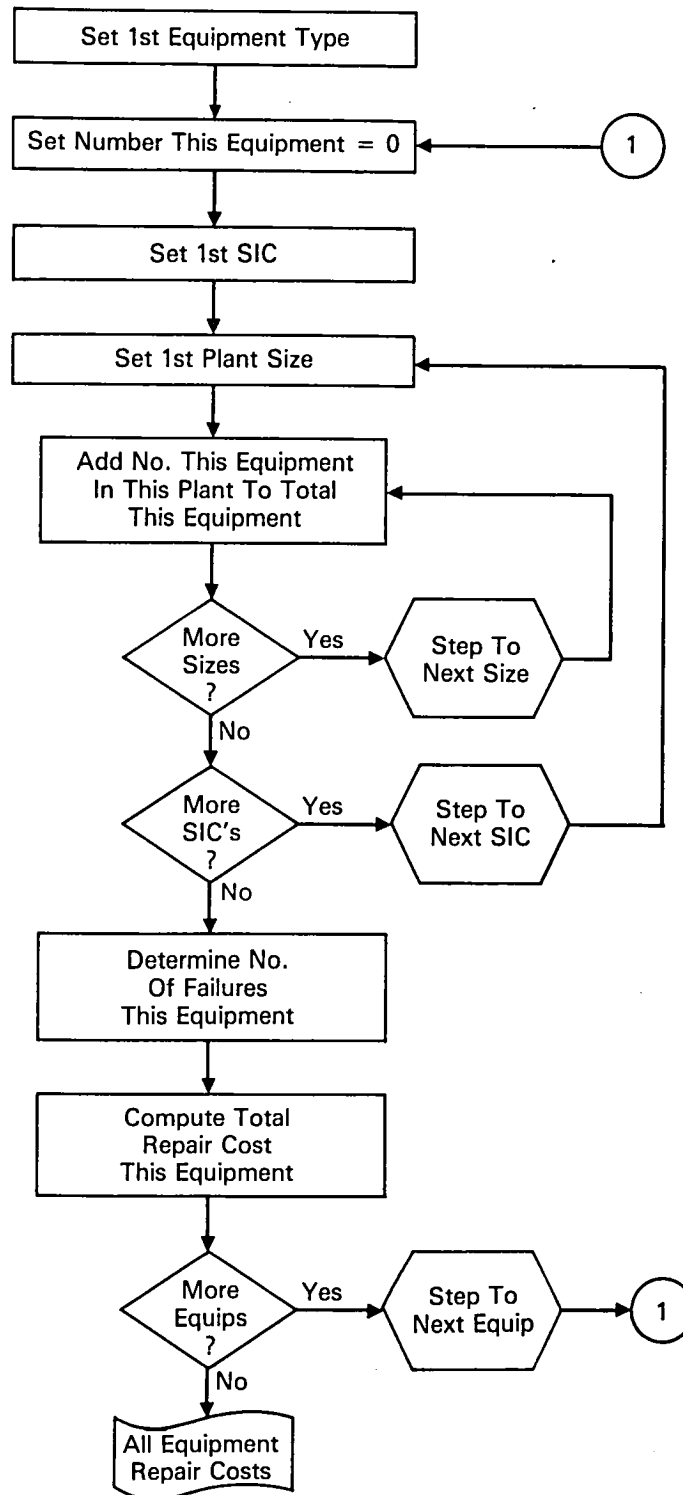 Set 1st Equipment Type
Set Number This Equipment = 0
1
Set 1st SIC
Set 1st Plant Size
Add No. This Equipment
In This Plant To Total
This Equipment
More
Sizes
?
Yes
Step To
Next Size
No
More
SIC's
?
Yes
Step To
Next SIC
No
Determine No.
Of Failures
This Equipment
Compute Total
Repair Cost
This Equipment
More
Equips
?
Yes
Step To
Next Equip
1
No
All Equipment
Repair Costs